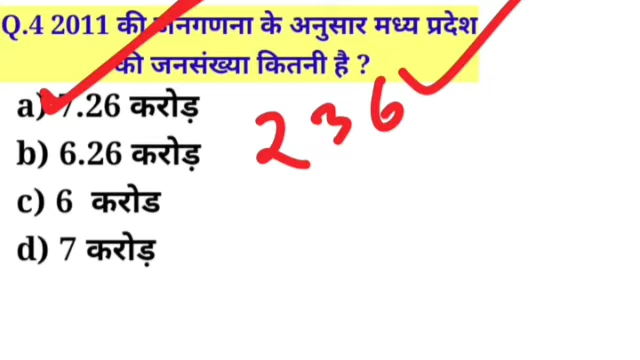 Q.4 2011 की जनगणना के अनुसार मध्य प्रदेश
की जनसंख्या कितनी है ?
a) 7.26 करोड़
b) 6.26 करोड़
c) 6 करोड
d) 7 करोड़
236